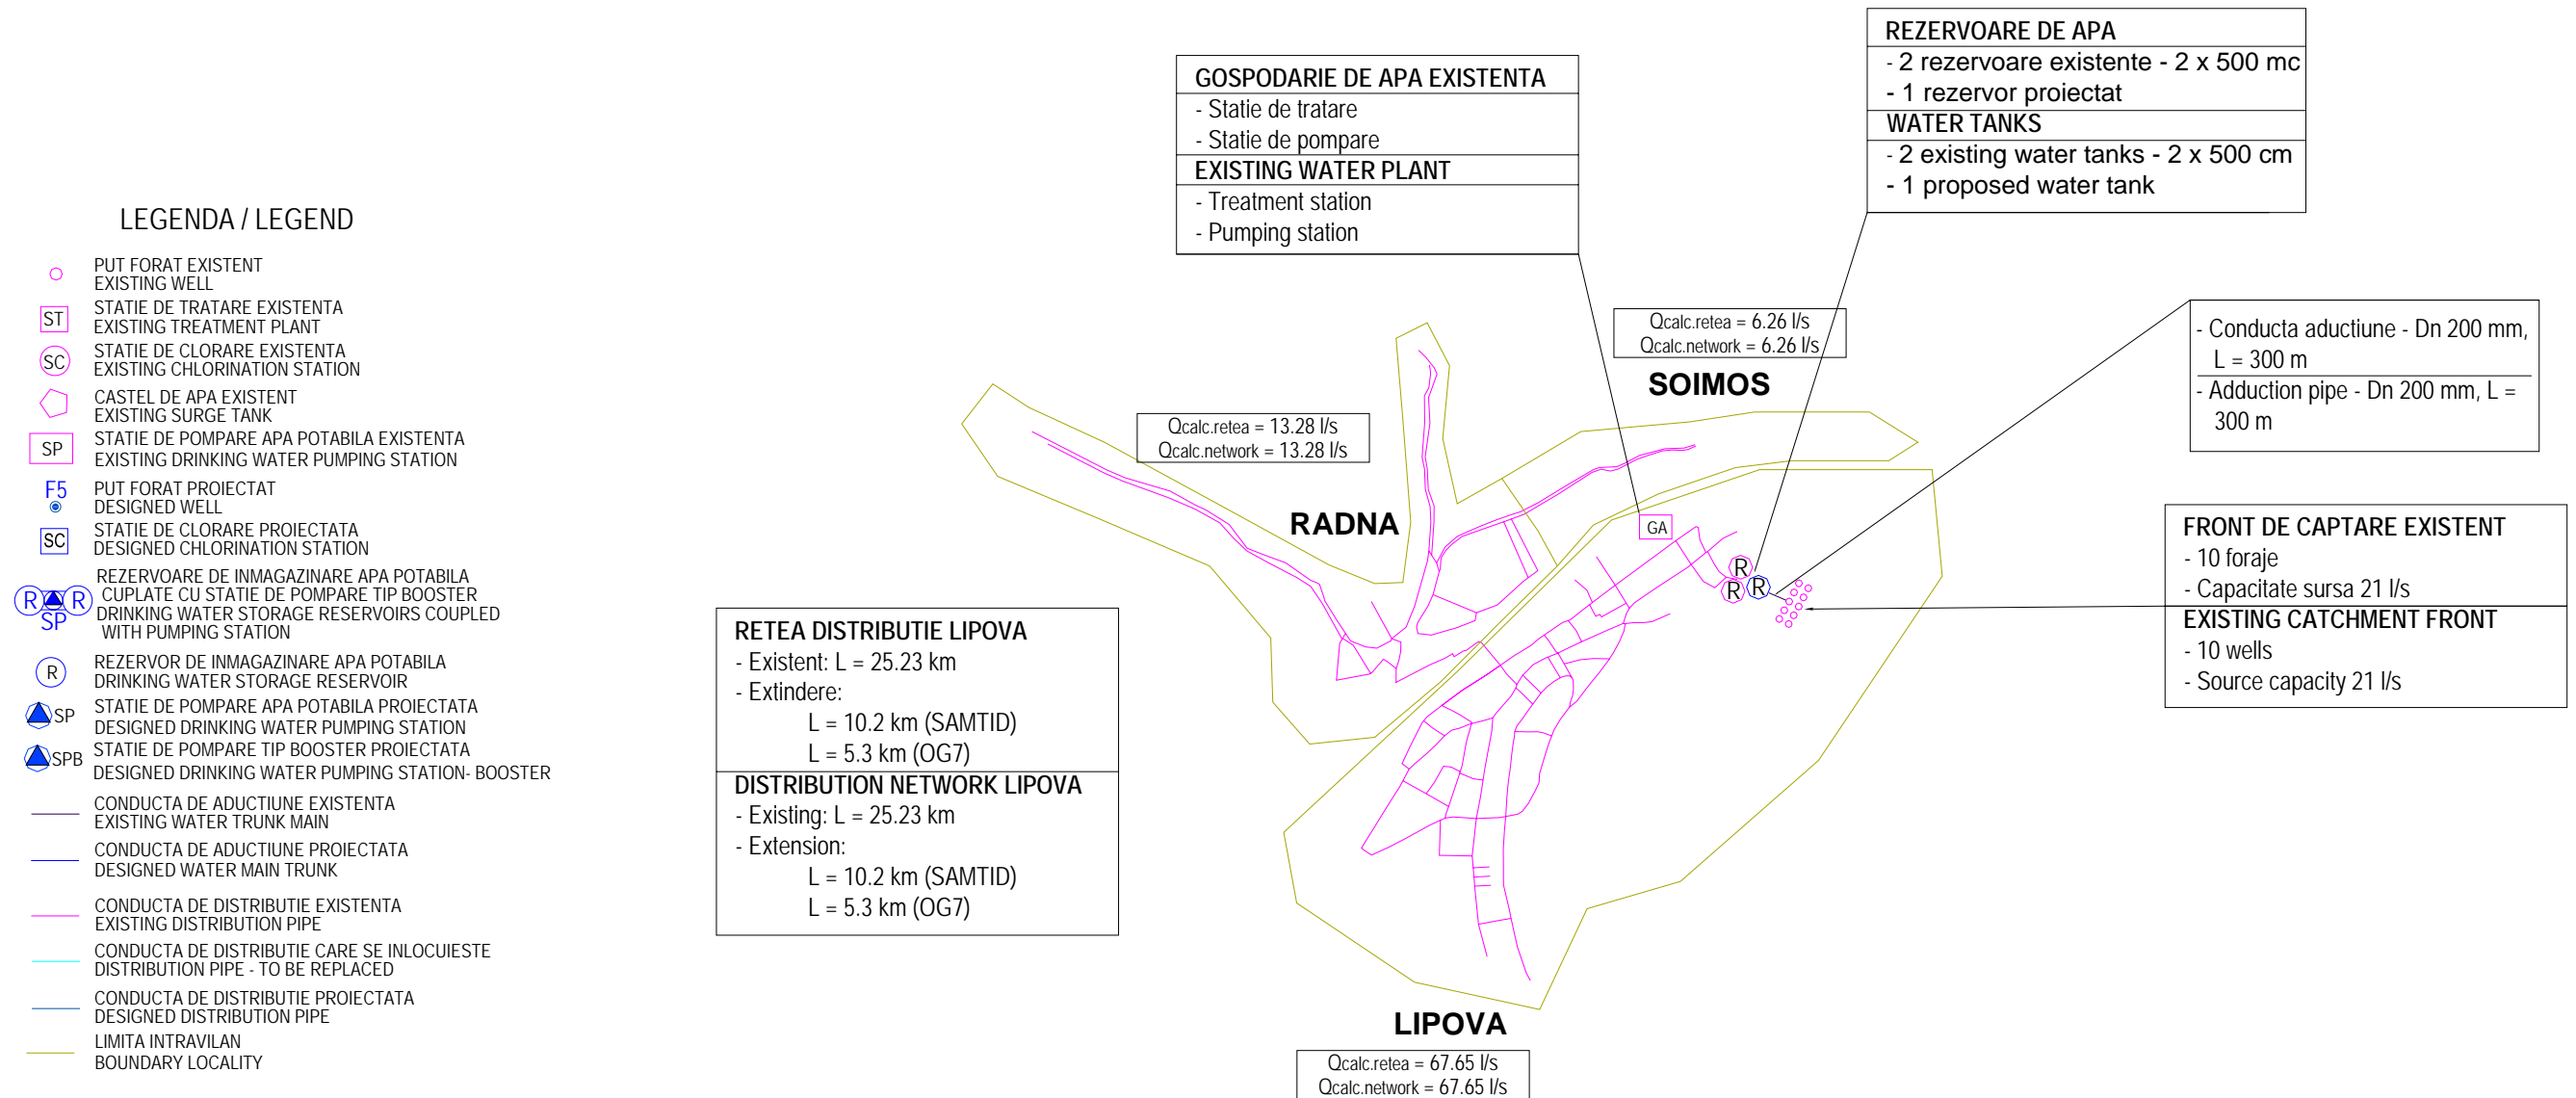 LEGENDA / LEGEND
PUT FORAT EXISTENT
EXISTING WELL
ST
STATIE DE TRATARE EXISTENTA
EXISTING TREATMENT PLANT
SC
STATIE DE CLORARE EXISTENTA
EXISTING CHLORINATION STATION
CASTEL DE APA EXISTENT
EXISTING SURGE TANK
SP
STATIE DE POMPARE APA POTABILA EXISTENTA
EXISTING DRINKING WATER PUMPING STATION
F5
PUT FORAT PROIECTAT
DESIGNED WELL
SC
STATIE DE CLORARE PROIECTATA
DESIGNED CHLORINATION STATION
R R
SP
REZERVOARE DE INMAGAZINARE APA POTABILA
CUPLATE CU STATIE DE POMPARE TIP BOOSTER
DRINKING WATER STORAGE RESERVOIRS COUPLED
WITH PUMPING STATION
R
REZERVOR DE INMAGAZINARE APA POTABILA
DRINKING WATER STORAGE RESERVOIR
SP
STATIE DE POMPARE APA POTABILA PROIECTATA
DESIGNED DRINKING WATER PUMPING STATION
SPB
STATIE DE POMPARE TIP BOOSTER PROIECTATA
DESIGNED DRINKING WATER PUMPING STATION- BOOSTER
CONDUCTA DE ADUCTIUNE EXISTENTA
EXISTING WATER TRUNK MAIN
CONDUCTA DE ADUCTIUNE PROIECTATA
DESIGNED WATER MAIN TRUNK
CONDUCTA DE DISTRIBUTIE EXISTENTA
EXISTING DISTRIBUTION PIPE
CONDUCTA DE DISTRIBUTIE CARE SE INLOCUIESTE
DISTRIBUTION PIPE - TO BE REPLACED
CONDUCTA DE DISTRIBUTIE PROIECTATA
DESIGNED DISTRIBUTION PIPE
LIMITA INTRAVILAN
BOUNDARY LOCALITY
RETEA DISTRIBUTIE LIPOVA
- Existent: L = 25.23 km
- Extindere:
L = 10.2 km (SAMTID)
L = 5.3 km (OG7)
DISTRIBUTION NETWORK LIPOVA
- Existing: L = 25.23 km
- Extension:
L = 10.2 km (SAMTID)
L = 5.3 km (OG7)
GOSPODARIE DE APA EXISTENTA
- Statie de tratare
- Statie de pompare
EXISTING WATER PLANT
- Treatment station
- Pumping station
REZERVOARE DE APA
- 2 rezervoare existente - 2 x 500 mc
- 1 rezervor proiectat
WATER TANKS
- 2 existing water tanks - 2 x 500 cm
- 1 proposed water tank
Qcalc.retea = 6.26 l/s
Qcalc.network = 6.26 l/s
SOIMOS
Qcalc.retea = 13.28 l/s
Qcalc.network = 13.28 l/s
RADNA
GA
R
R
R
- Conducta aductiune - Dn 200 mm,
L = 300 m
- Adduction pipe - Dn 200 mm, L =
300 m
FRONT DE CAPTARE EXISTENT
- 10 foraje
- Capacitate sursa 21 l/s
EXISTING CATCHMENT FRONT
- 10 wells
- Source capacity 21 l/s
LIPOVA
Qcalc.retea = 67.65 l/s
Qcalc.network = 67.65 l/s